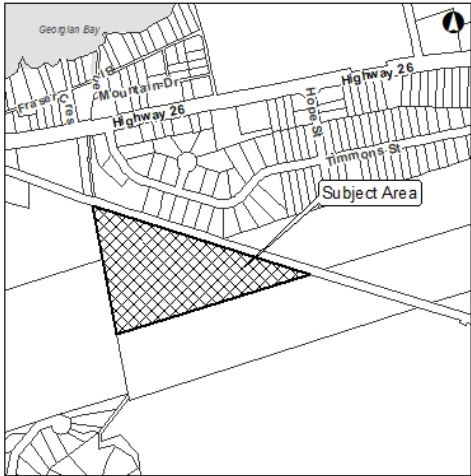 Georgian Bay
Highway 26
Fraser
Cres
Mountain Dr
Highway 26
Hope St
Timmons St
Subject Area